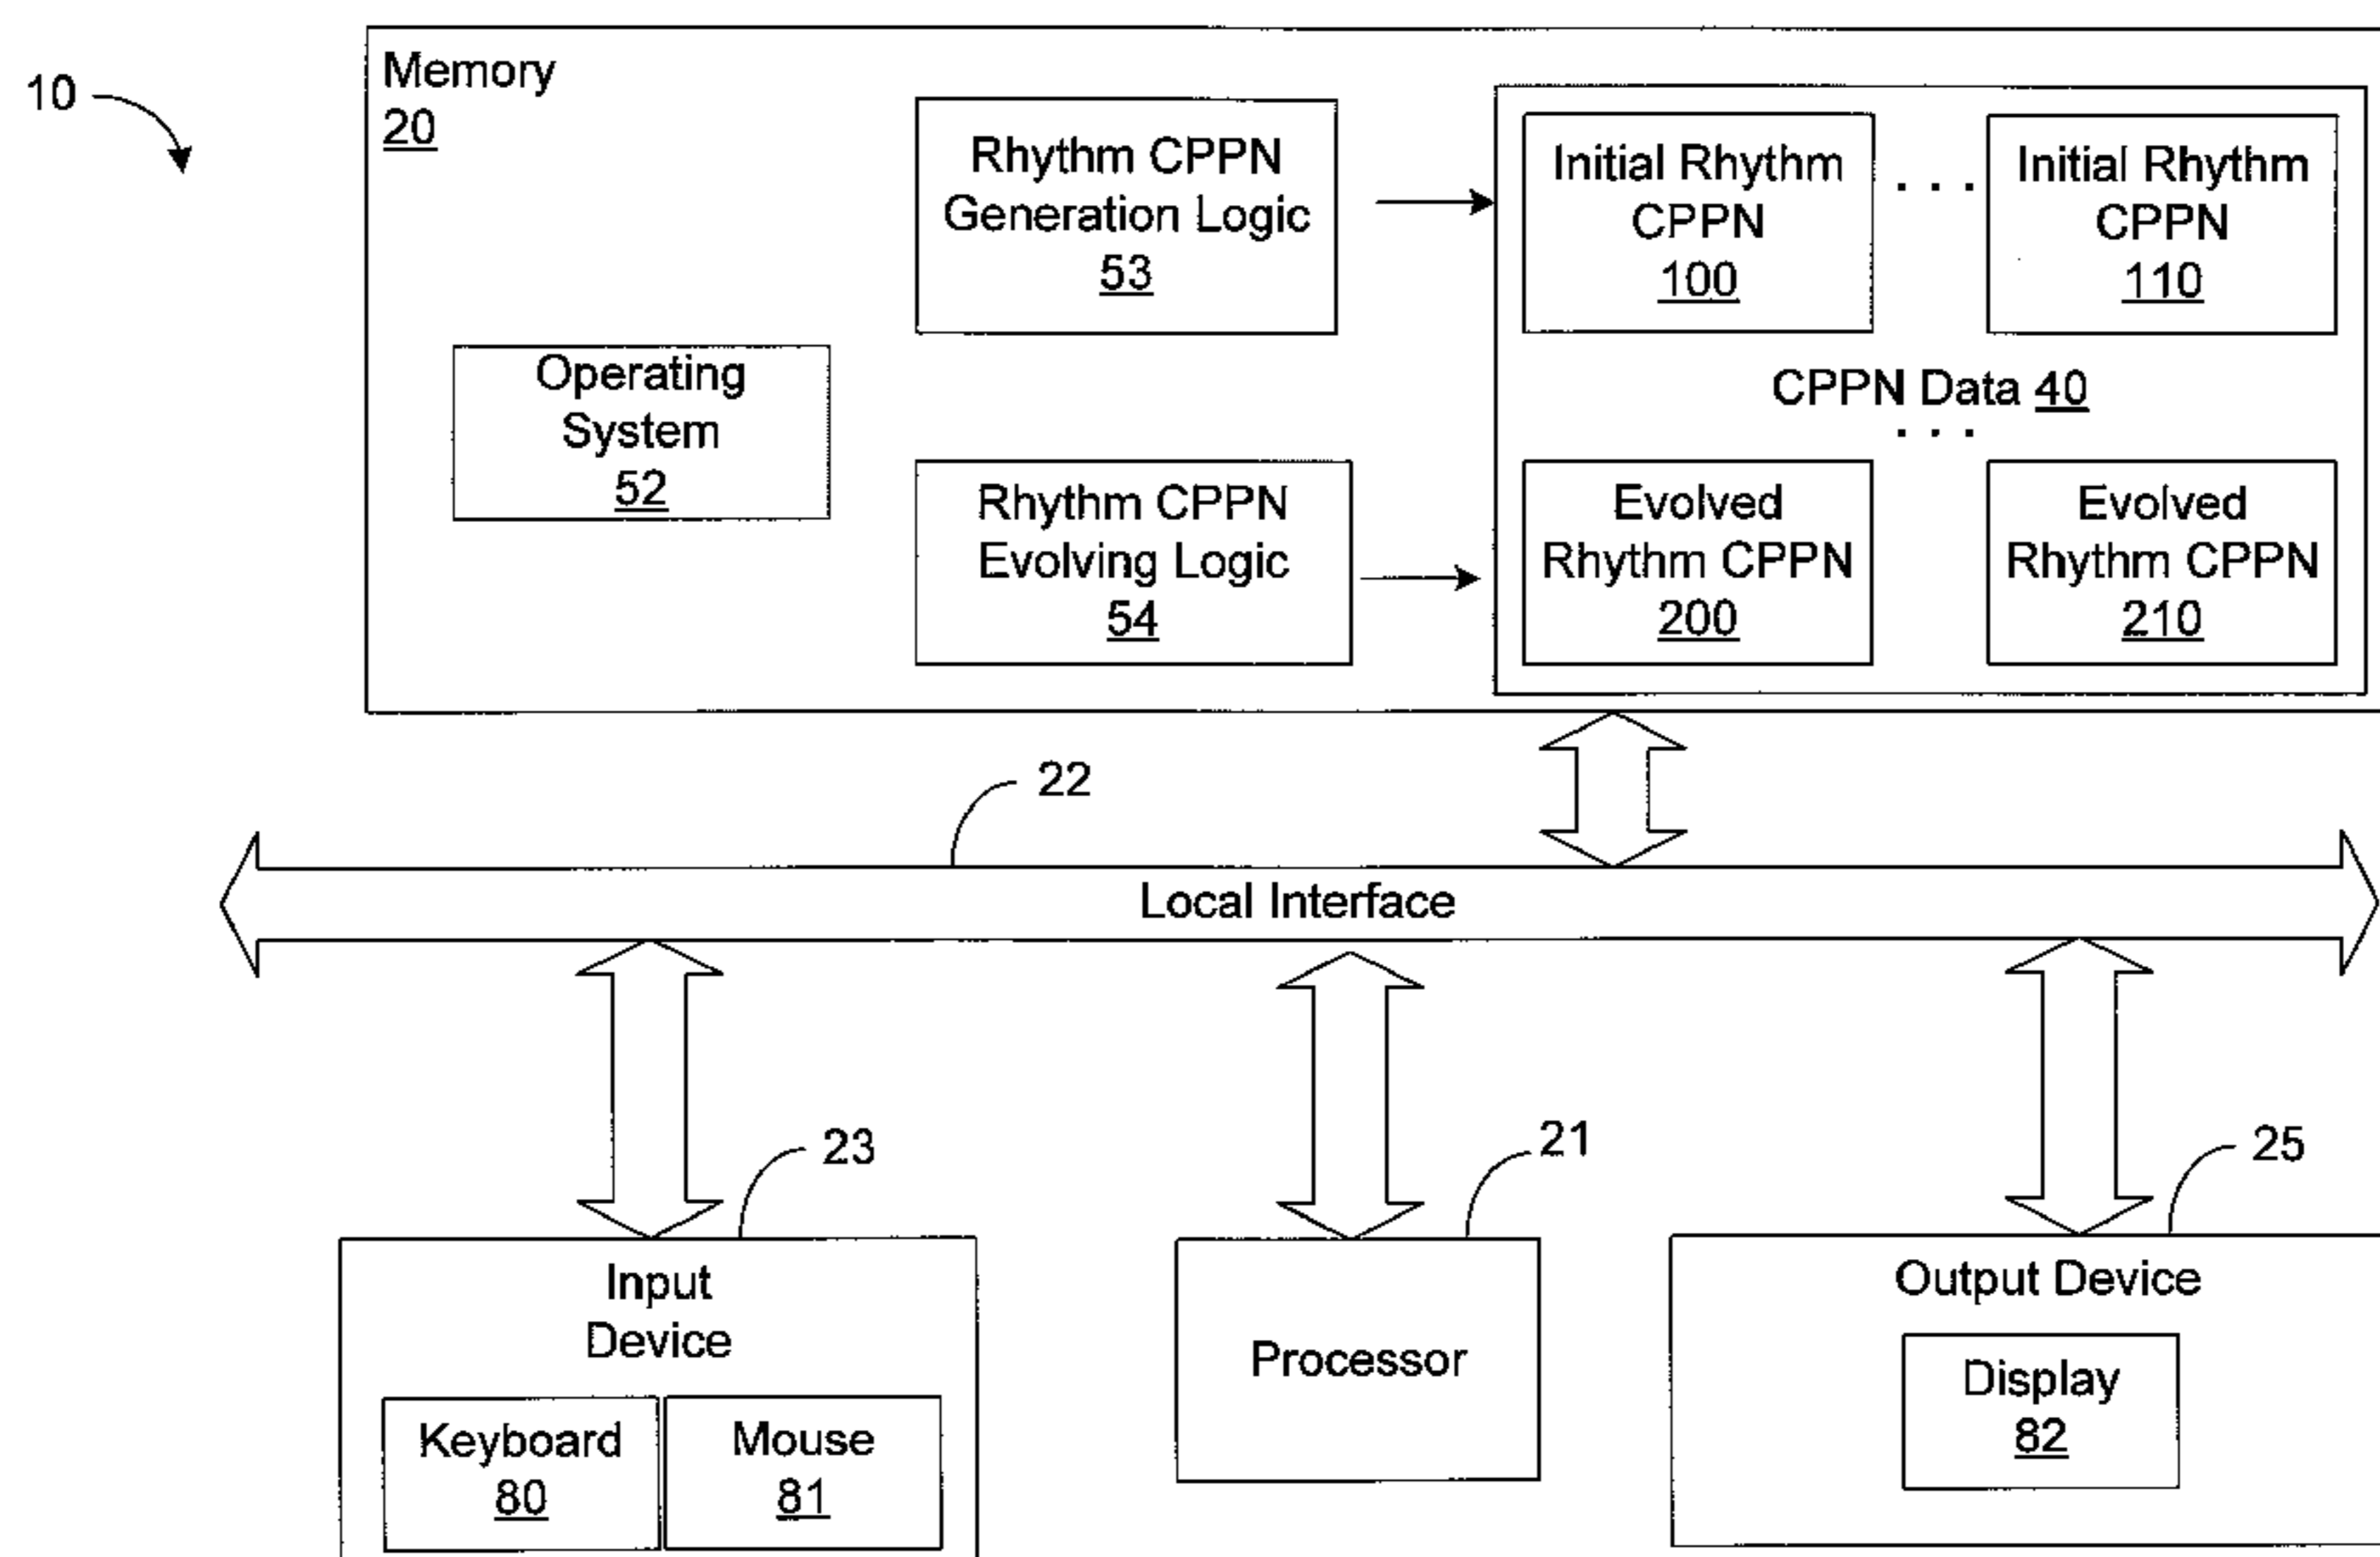 10
Memory
20
Rhythm CPPN
Generation Logic
53
Initial Rhythm
CPPN
100
. . .
Initial Rhythm
CPPN
110
Operating
System
52
CPPN Data 40
. . .
Rhythm CPPN
Evolving Logic
54
Evolved
Rhythm CPPN
200
Evolved
Rhythm CPPN
210
22
Local Interface
23
21
25
Input
Device
Keyboard
80
Mouse
81
Processor
Output Device
Display
82